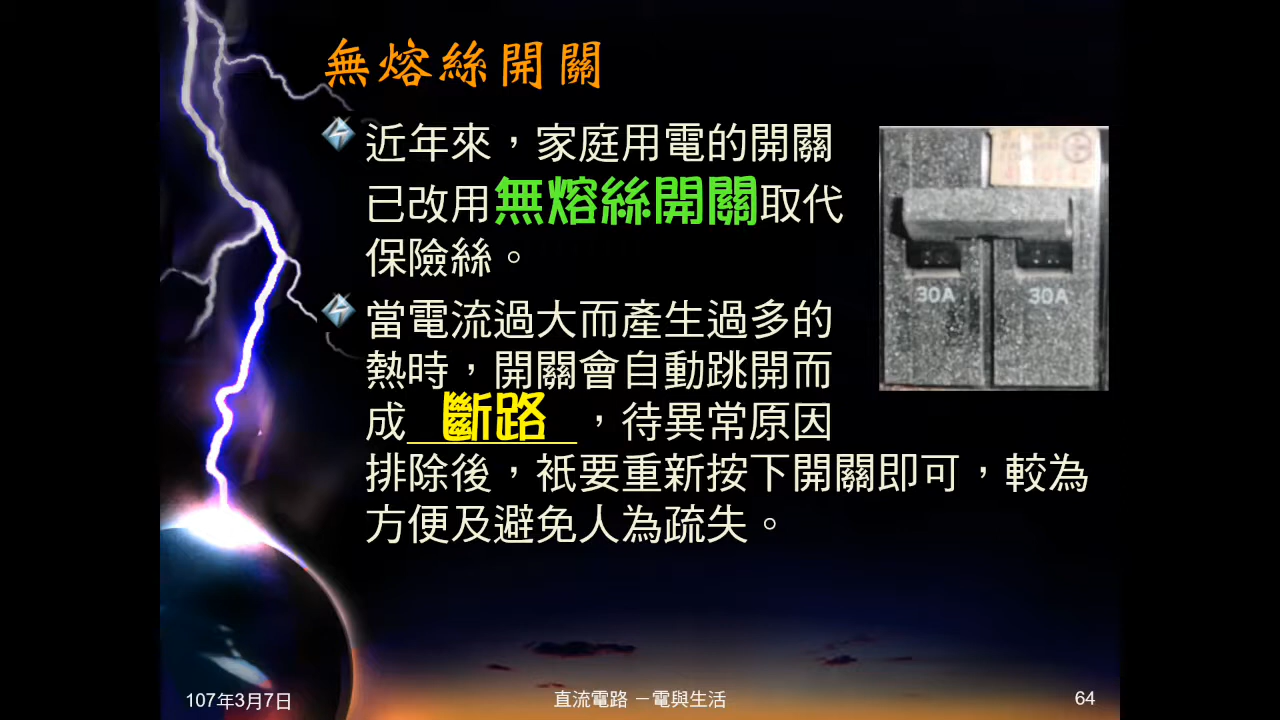 無熔絲開關
近年來，家庭用電的開關
已改用無熔絲開關取代
保險絲。
當電流過大而產生過多的
熱時，開關會自動跳開而
成 斷路 ，待異常原因
排除後，祇要重新按下開關即可，較為
方便及避免人為疏失。
30A 30A
107年3月7日
直流電路 －電與生活
64